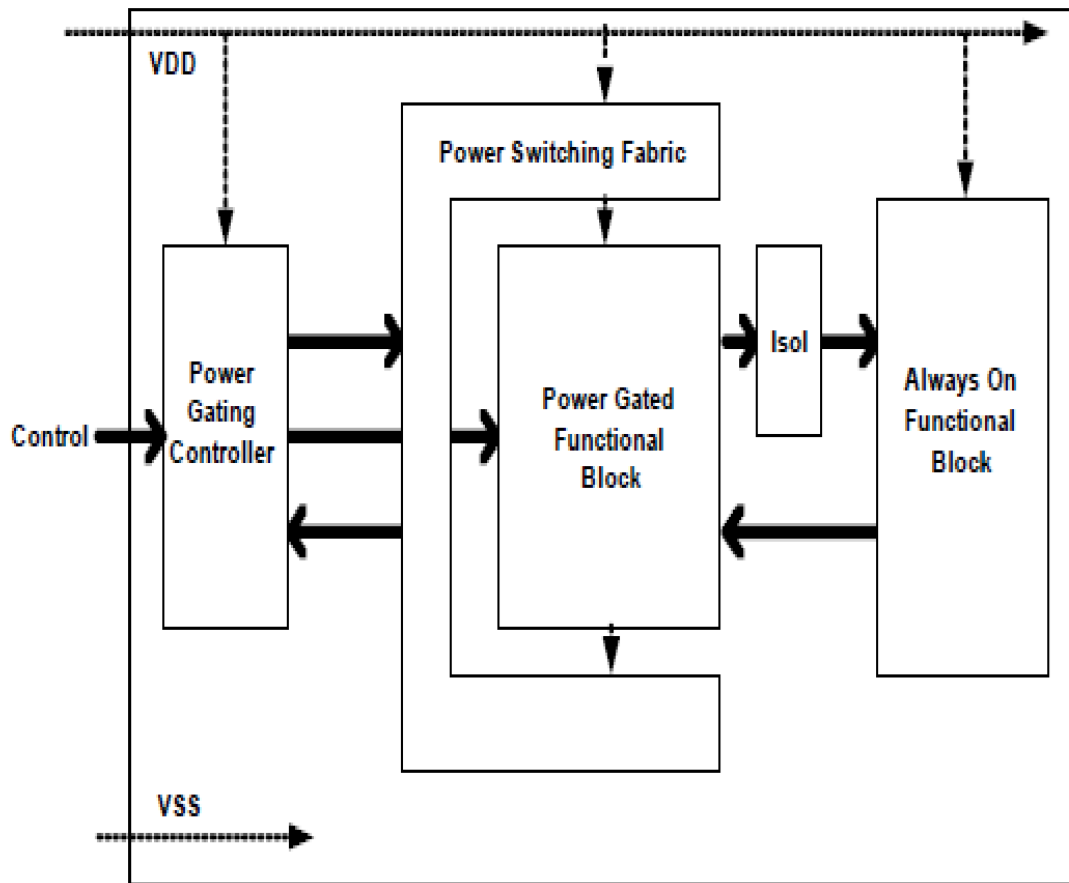 VDD
Power Switching Fabric
Power
Gating
Controller
Control
Power Gated
Functional
Block
Isol
Always On
Functional
Block
VSS